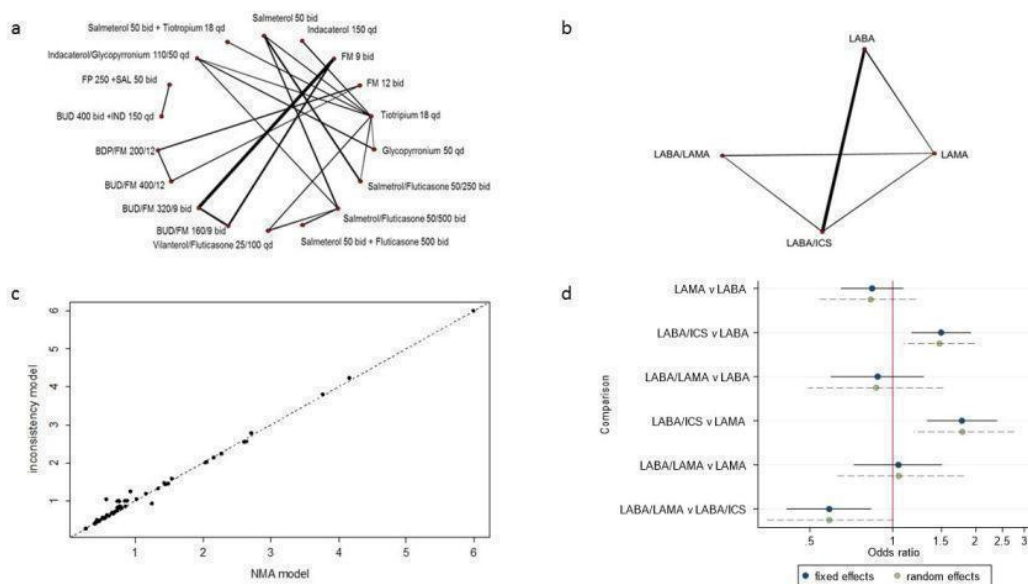 a
Salmeterol 50 bid
Salmeterol 50 bid + Tiotropium 18 qd
Indacaterol 150 qd
Indacaterol/Glycopyrronium 110/50 qd
FM 9 bid
FP 250 +SAL 50 bid
FM 12 bid
BUD 400 bid +IND 150 qd
Tiotripium 18 qd
BDP/FM 200/12
Glycopyrronium 50 qd
BUD/FM 400/12
Salmetrol/Fluticasone 50/250 bid
BUD/FM 320/9 bid
Salmetrol/Fluticasone 50/500 bid
BUD/FM 160/9 bid
Vilanterol/Fluticasone 25/100 qd
Salmeterol 50 bid + Fluticasone 500 bid
b
LABA
LABA/LAMA
LAMA
LABA/ICS
c
inconsistency model
6
5
4
3
2
1
1 2 3 4 5 6
NMA model
d
Comparison
LAMA v LABA
LABA/ICS v LABA
LABA/LAMA v LABA
LABA/ICS v LAMA
LABA/LAMA v LAMA
LABA/LAMA v LABA/ICS
.5 1 1.5 2 2.5 3
Odds ratio
fixed effects random effects